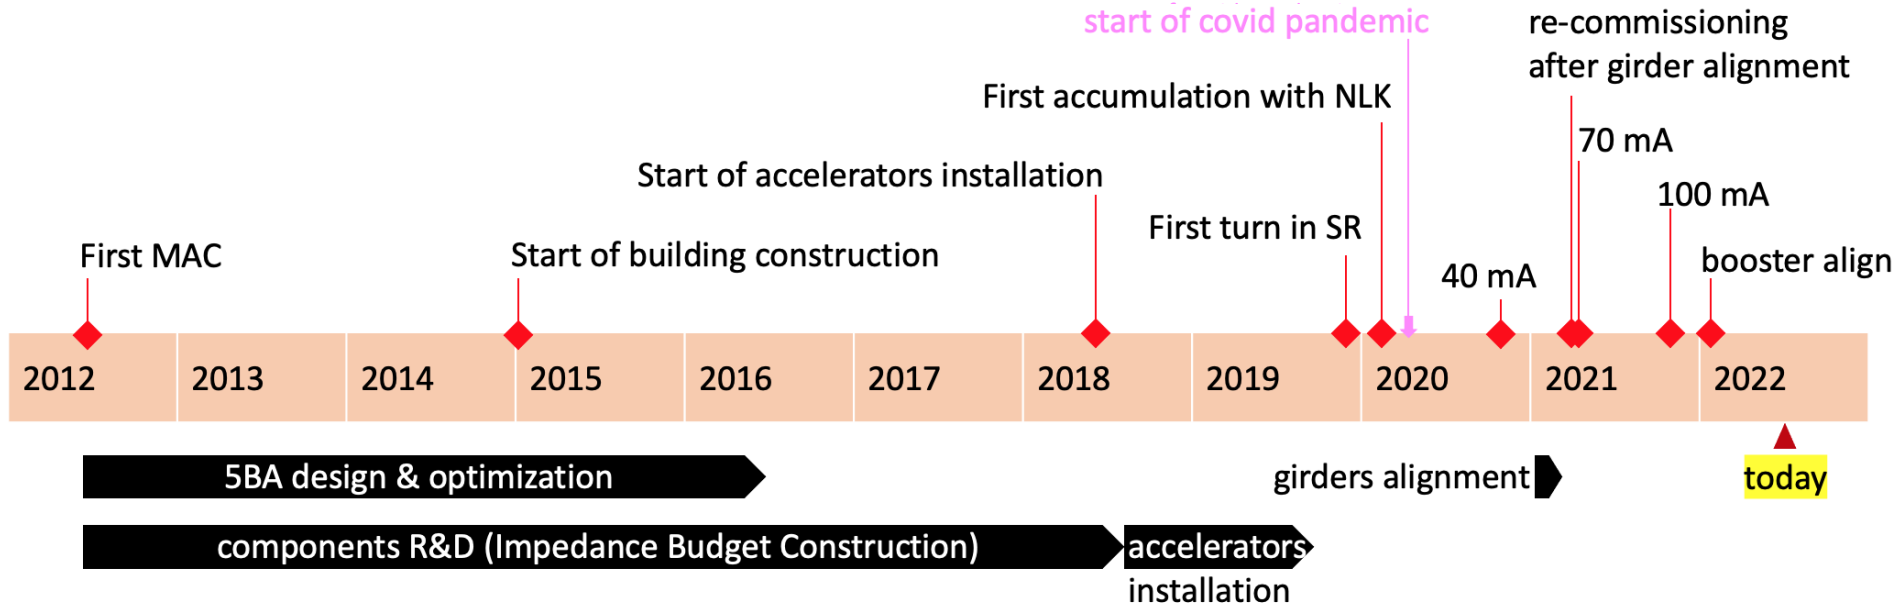 start of covid pandemic
re-commissioning
after girder alignment
First accumulation with NLK
70 mA
Start of accelerators installation
100 mA
First turn in SR
First MAC
Start of building construction
40 mA
booster align
2012 2013 2014 2015 2016 2017 2018 2019 2020 2021 2022
5BA design & optimization
girders alignment
today
components R&D (Impedance Budget Construction)
accelerators
installation